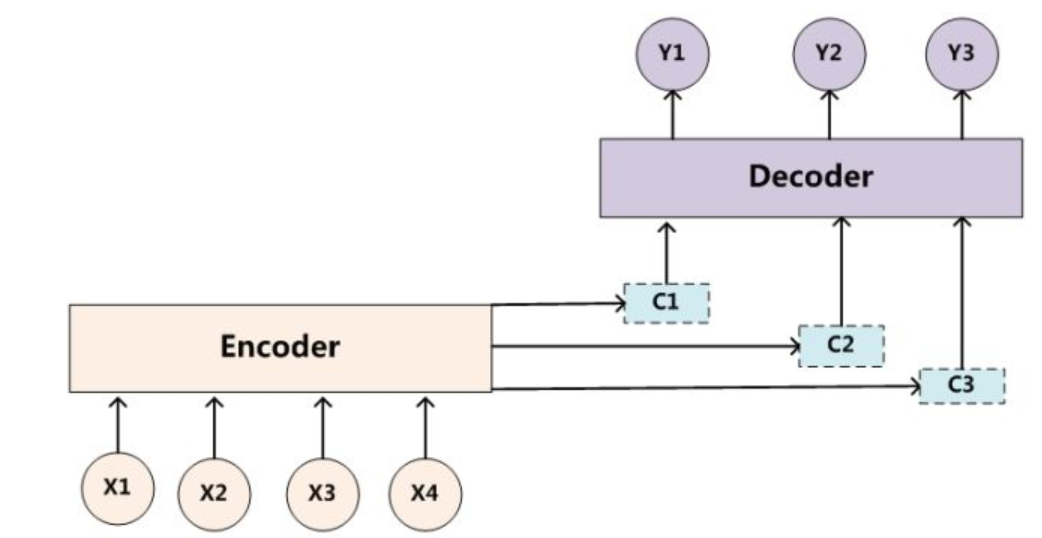 Y1
Y2
Y3
Decoder
C1
C2
C3
Encoder
X1
X2
X3
X4